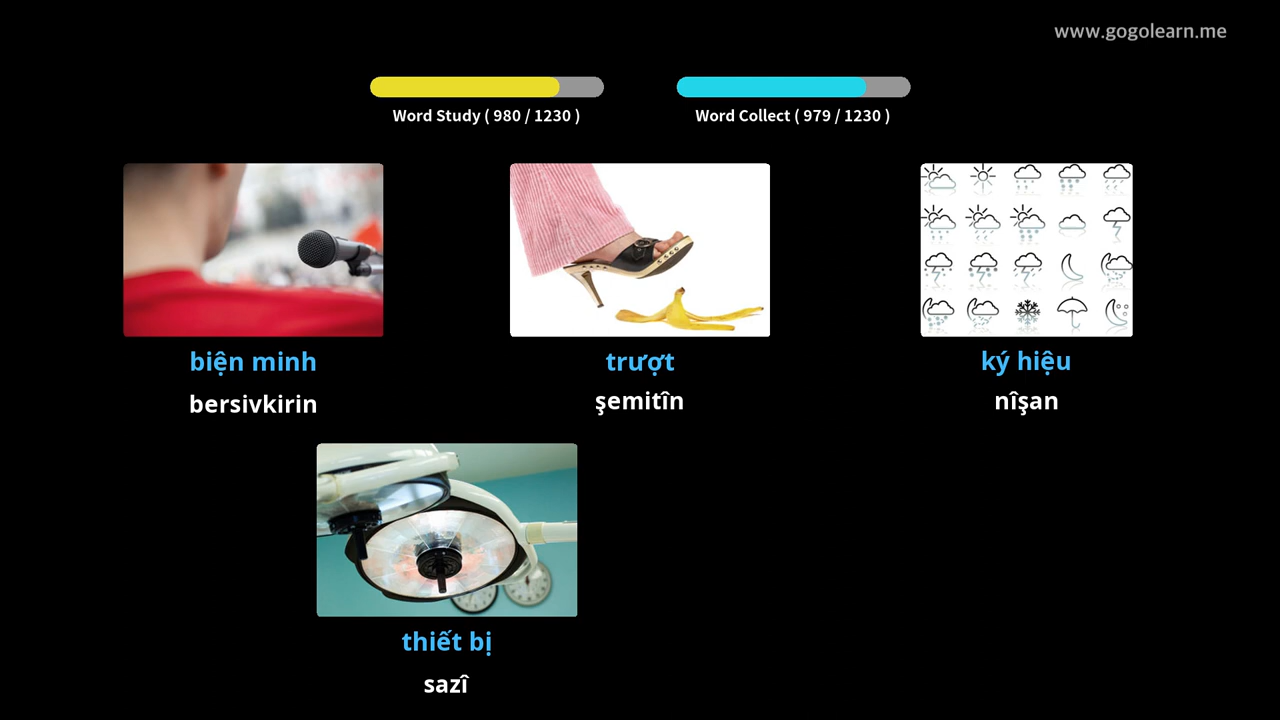 www.gogolearn.me
Word Study ( 980 / 1230 )
Word Collect ( 979 / 1230 )
biện minh
bersivkirin
trượt
şemitîn
ký hiệu
nîşan
thiết bị
sazî